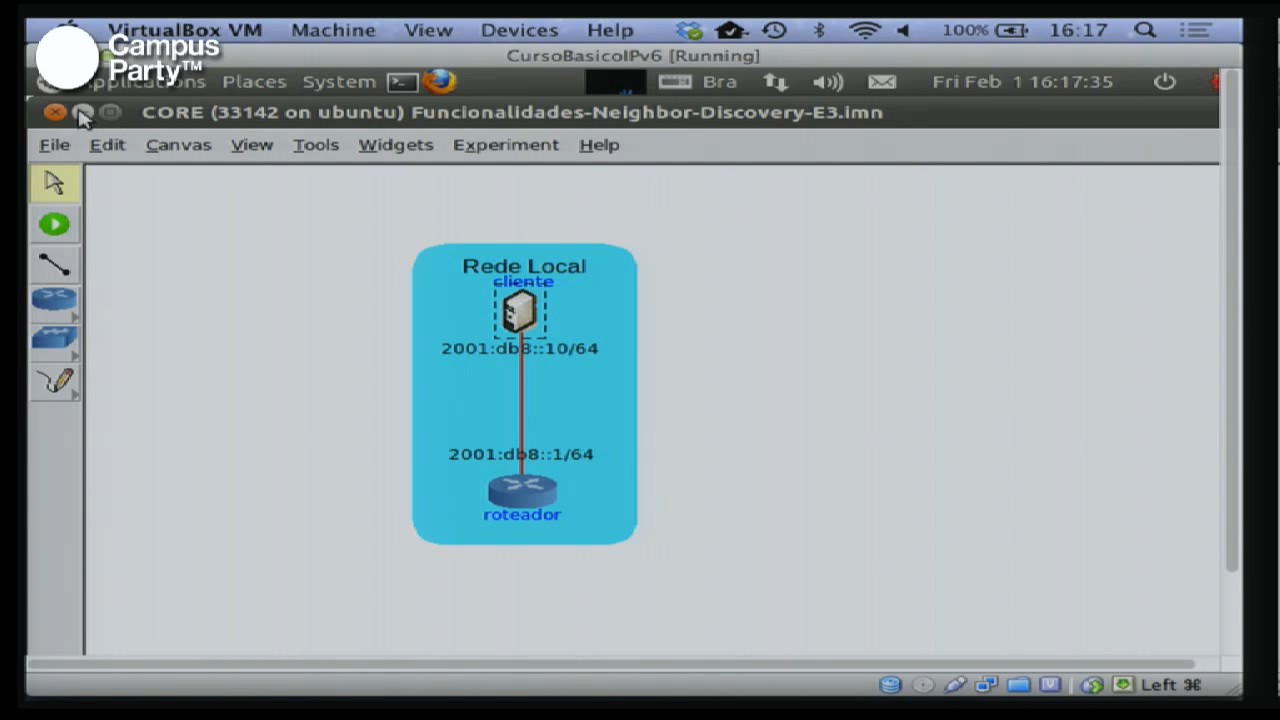 VirtualBox VM Machine View Devices Help 100% 16:17
Campus
Party™
CursoBasicoIPv6 [Running]
Applications Places System Bra Fri Feb 1 16:17:35
CORE (33142 on ubuntu) Funcionalidades-Neighbor-Discovery-E3.imn
File Edit Canvas View Tools Widgets Experiment Help
Rede Local
cliente
2001:db8::10/64
2001:db8::1/64
roteador
Left ⌘